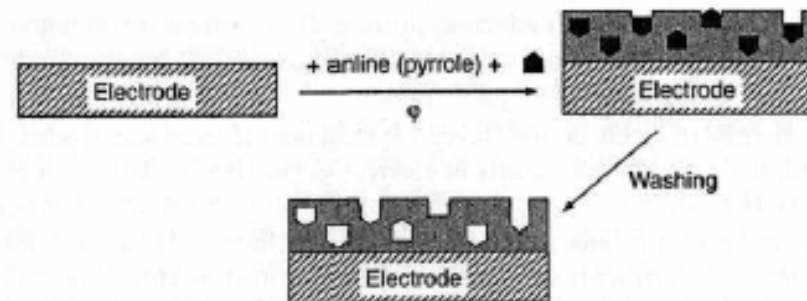 Electrode
+ anline (pyrrole) +
φ
Electrode
Washing
Electrode